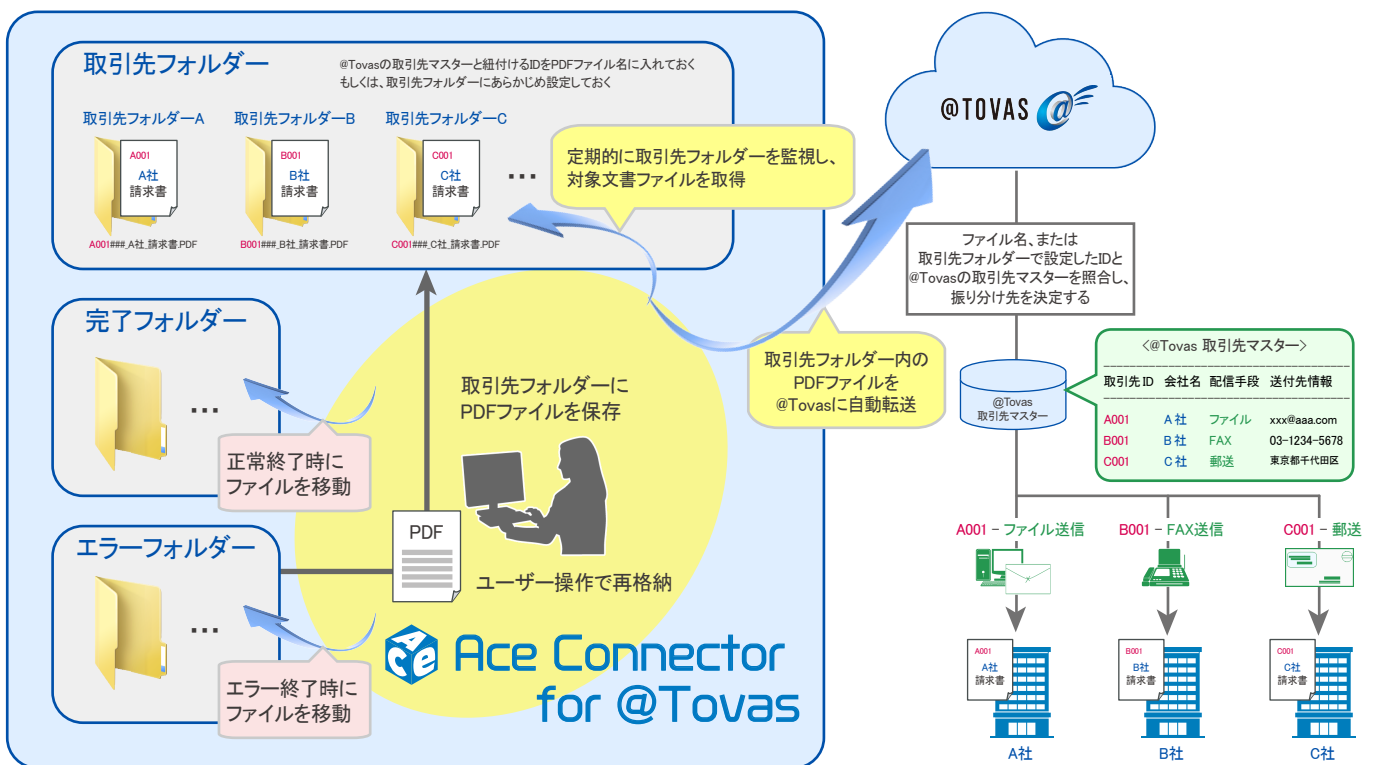 取引先フォルダー
@Tovasの取引先マスターと紐付けるIDをPDFファイル名に入れておく
もしくは、取引先フォルダーにあらかじめ設定しておく
取引先フォルダーA
取引先フォルダーB
取引先フォルダーC
A001
A社
請求書
B001
B社
請求書
C001
C社
請求書
…
A001###_A社_請求書.PDF
B001###_B社_請求書.PDF
C001###_C社_請求書.PDF
定期的に取引先フォルダーを監視し、
対象文書ファイルを取得
@TOVAS
ファイル名、または
取引先フォルダーで設定したIDと
@Tovasの取引先マスターを照合し、
振り分け先を決定する
完了フォルダー
…
正常終了時に
ファイルを移動
取引先フォルダーに
PDFファイルを保存
取引先フォルダー内の
PDFファイルを
@Tovasに自動転送
@Tovas
取引先マスター
<@Tovas 取引先マスター>
取引先ID 会社名 配信手段 送付先情報
A001 A社 ファイル xxx@aaa.com
B001 B社 FAX 03-1234-5678
C001 C社 郵送 東京都千代田区
エラーフォルダー
…
エラー終了時に
ファイルを移動
PDF
ユーザー操作で再格納
ACE
Ace Connector
for @Tovas
A001 – ファイル送信
B001 – FAX送信
C001 – 郵送
A001
A社
請求書
B001
B社
請求書
C001
C社
請求書
A社
B社
C社